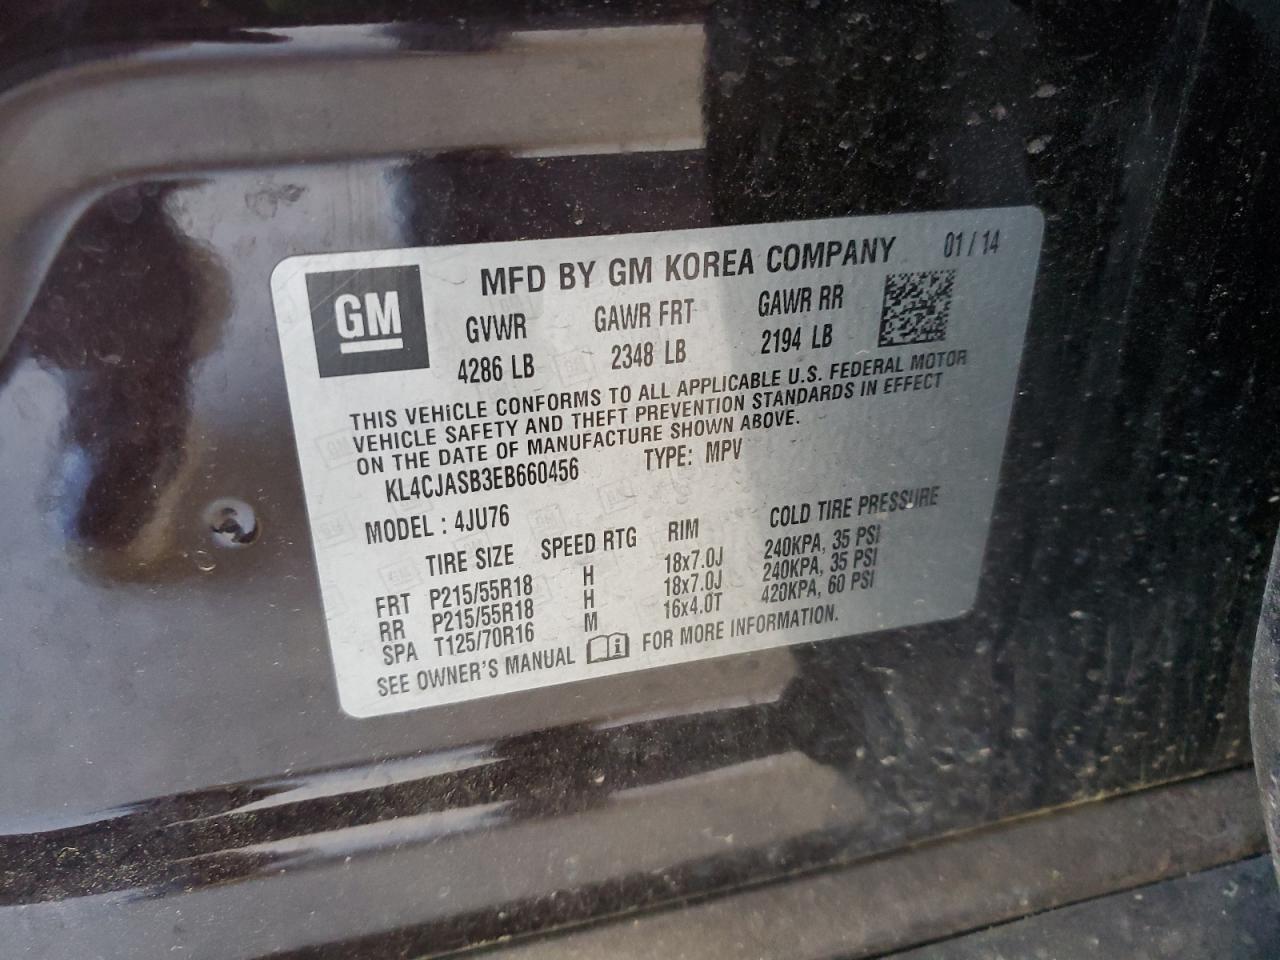 GM
MFD BY GM KOREA COMPANY 01 / 14
GVWR GAWR FRT GAWR RR
4286 LB 2348 LB 2194 LB
THIS VEHICLE CONFORMS TO ALL APPLICABLE U.S. FEDERAL MOTOR
VEHICLE SAFETY AND THEFT PREVENTION STANDARDS IN EFFECT
ON THE DATE OF MANUFACTURE SHOWN ABOVE.
KL4CJASB3EB660456 TYPE: MPV
MODEL : 4JU76
TIRE SIZE SPEED RTG RIM COLD TIRE PRESSURE
FRT P215/55R18 H 18x7.0J 240KPA, 35 PSI
RR P215/55R18 H 18x7.0J 240KPA, 35 PSI
SPA T125/70R16 M 16x4.0T 420KPA, 60 PSI
SEE OWNER'S MANUAL FOR MORE INFORMATION.